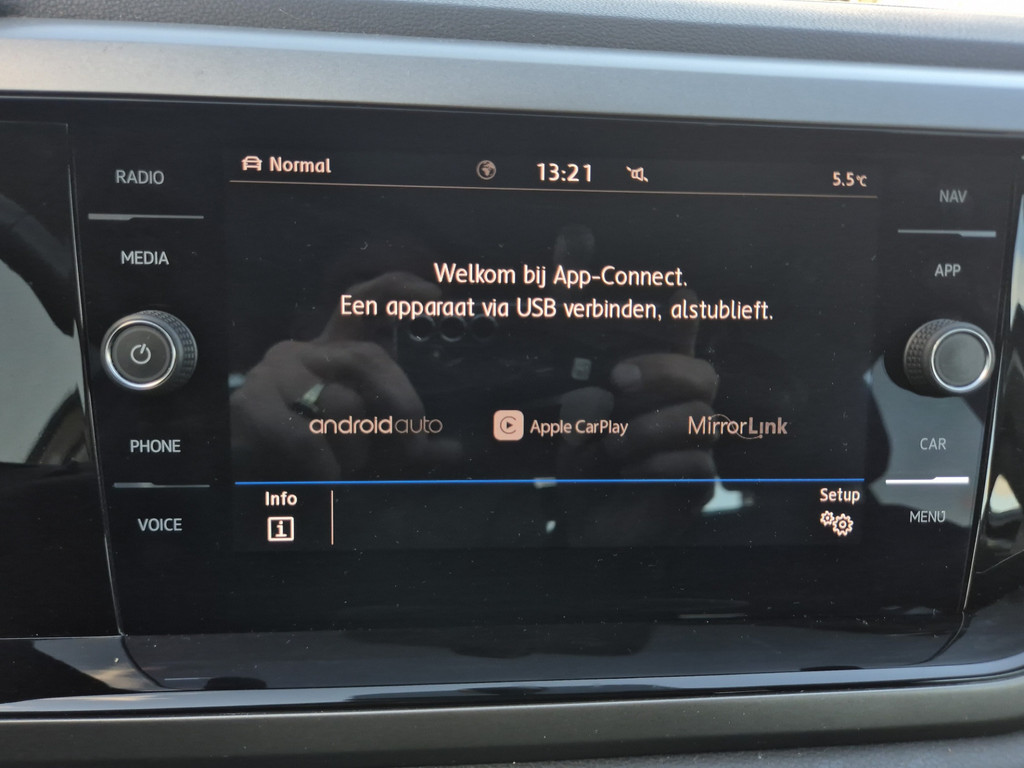 RADIO
MEDIA
PHONE
VOICE
Normal
13:21
5.5°C
Welkom bij App-Connect.
Een apparaat via USB verbinden, alstublieft.
androidauto
Apple CarPlay
MirrorLink
Info
i
Setup
NAV
APP
CAR
MENU